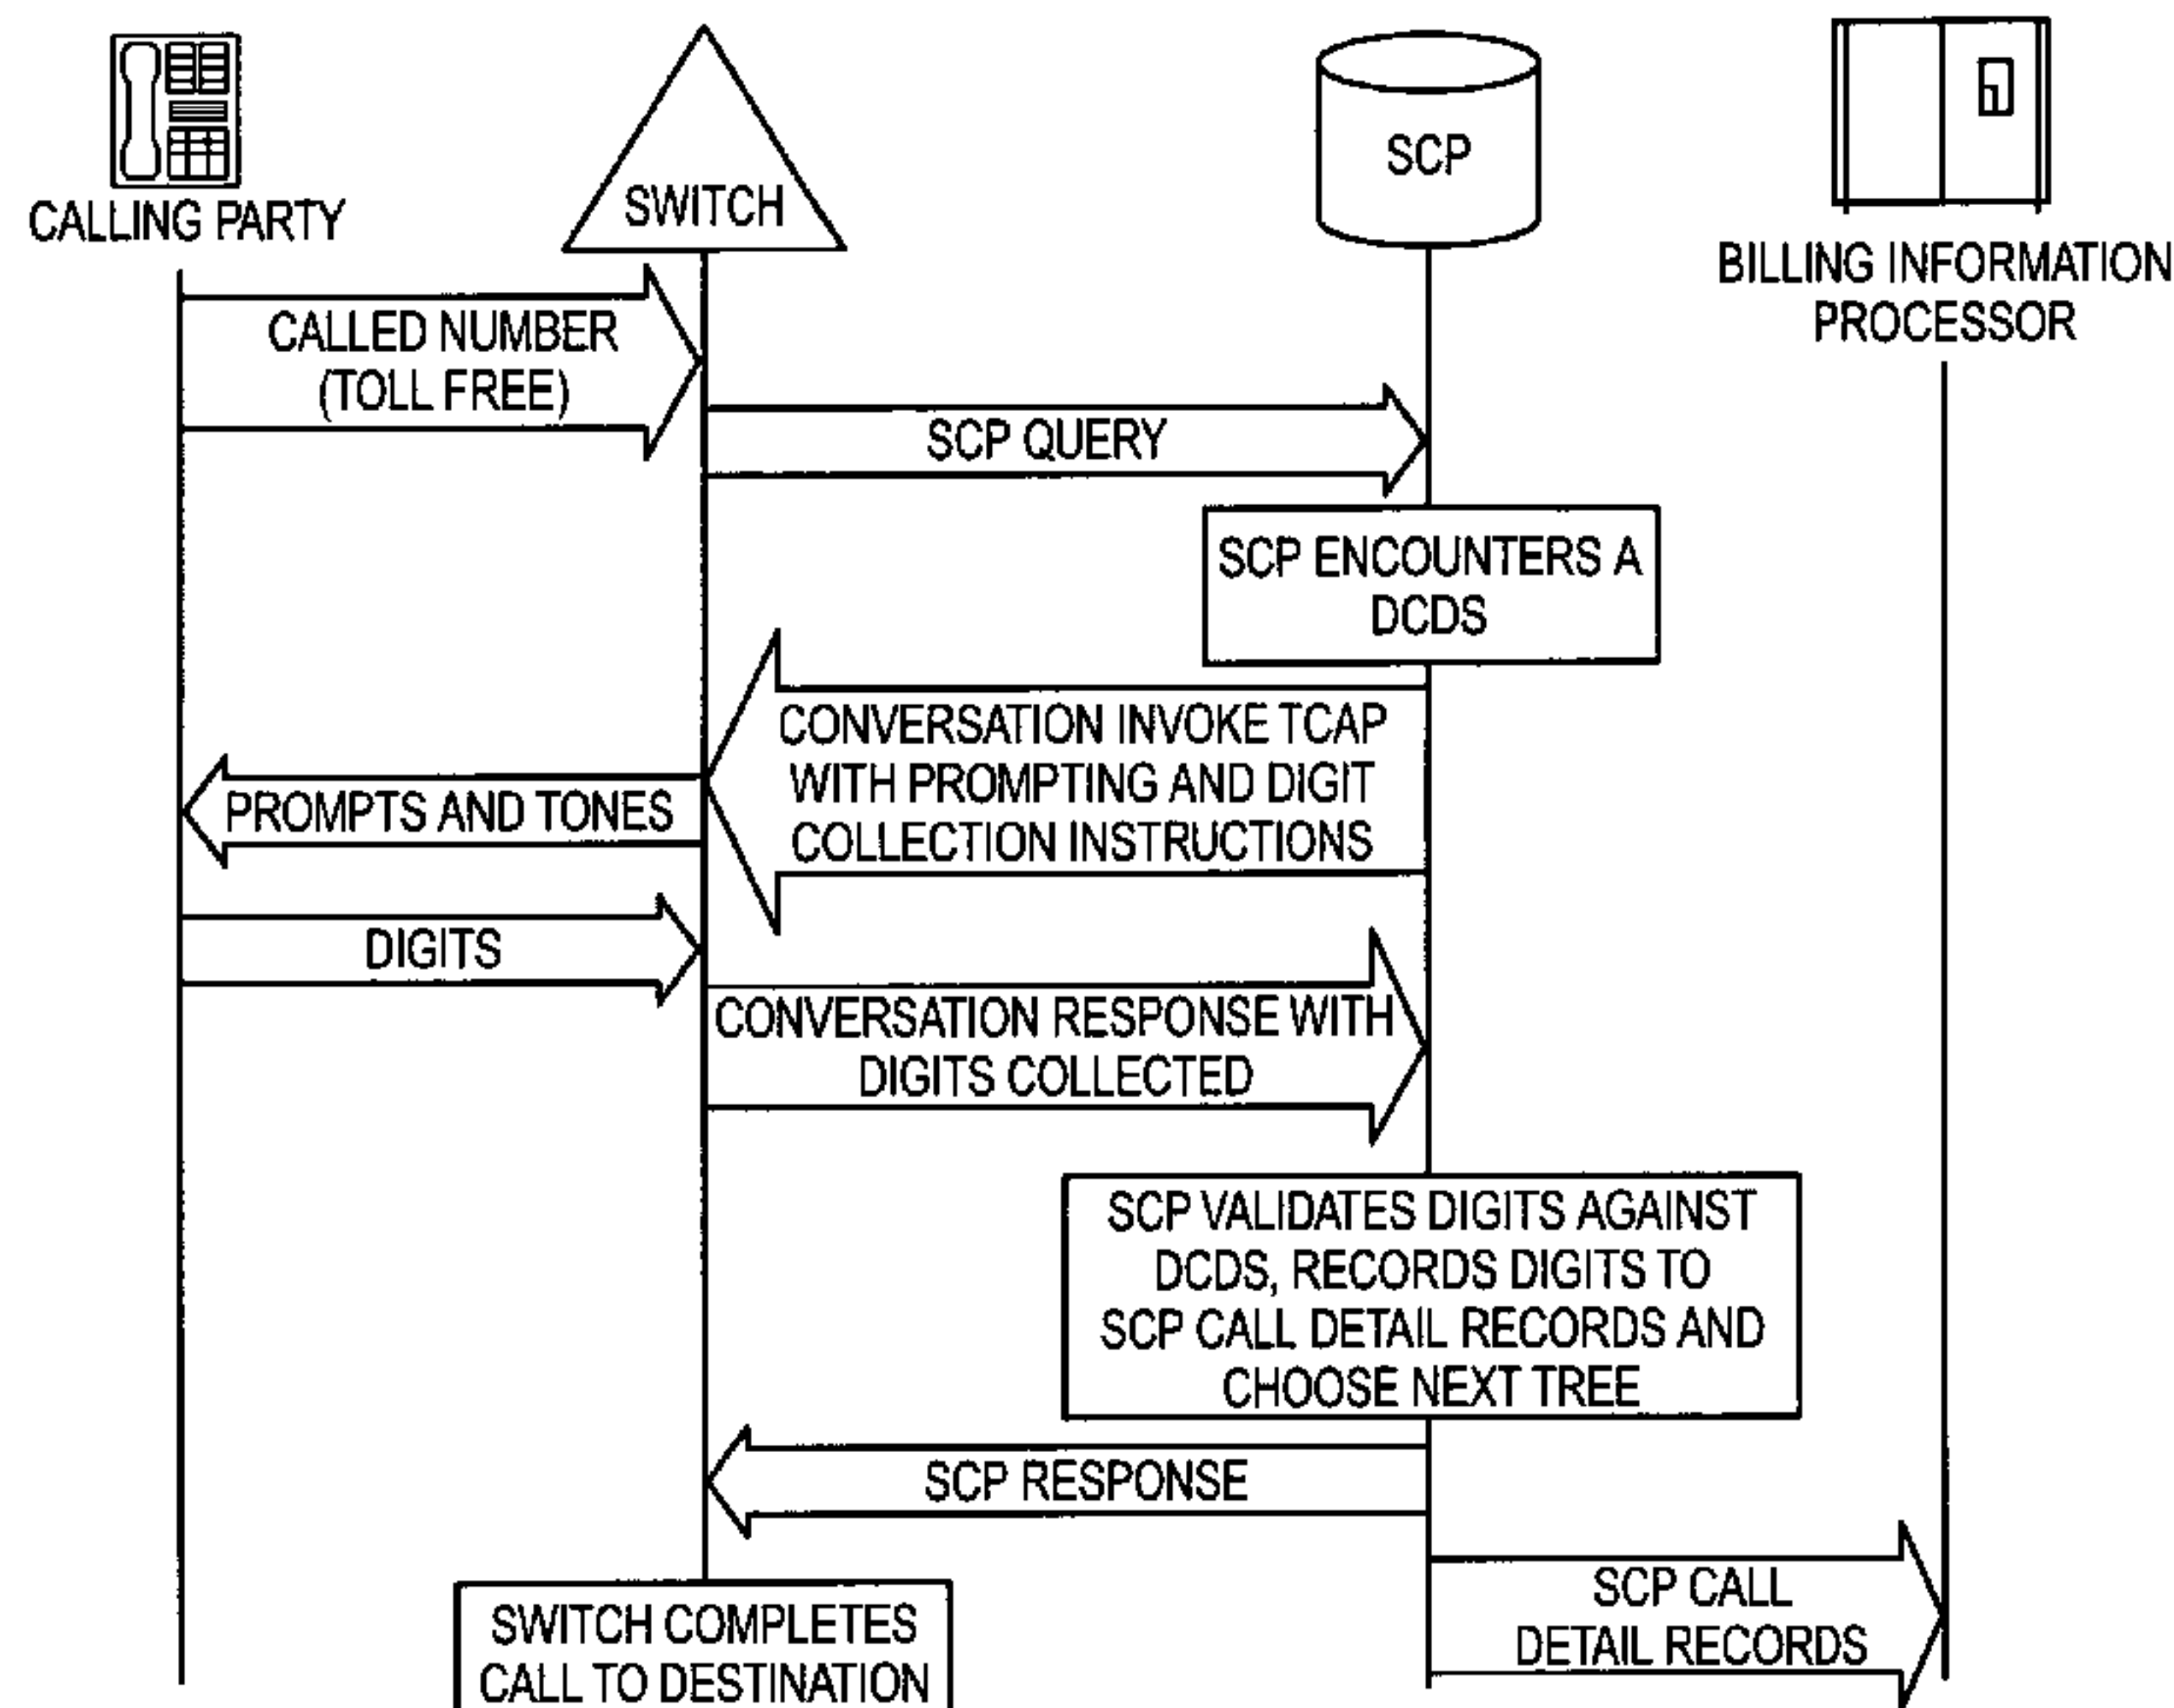 CALLING PARTY
SWITCH
SCP
BILLING INFORMATION
PROCESSOR
CALLED NUMBER
(TOLL FREE)
SCP QUERY
SCP ENCOUNTERS A
DCDS
CONVERSATION INVOKE TCAP
WITH PROMPTING AND DIGIT
COLLECTION INSTRUCTIONS
PROMPTS AND TONES
DIGITS
CONVERSATION RESPONSE WITH
DIGITS COLLECTED
SCP VALIDATES DIGITS AGAINST
DCDS, RECORDS DIGITS TO
SCP CALL DETAIL RECORDS AND
CHOOSE NEXT TREE
SCP RESPONSE
SCP CALL
DETAIL RECORDS
SWITCH COMPLETES
CALL TO DESTINATION